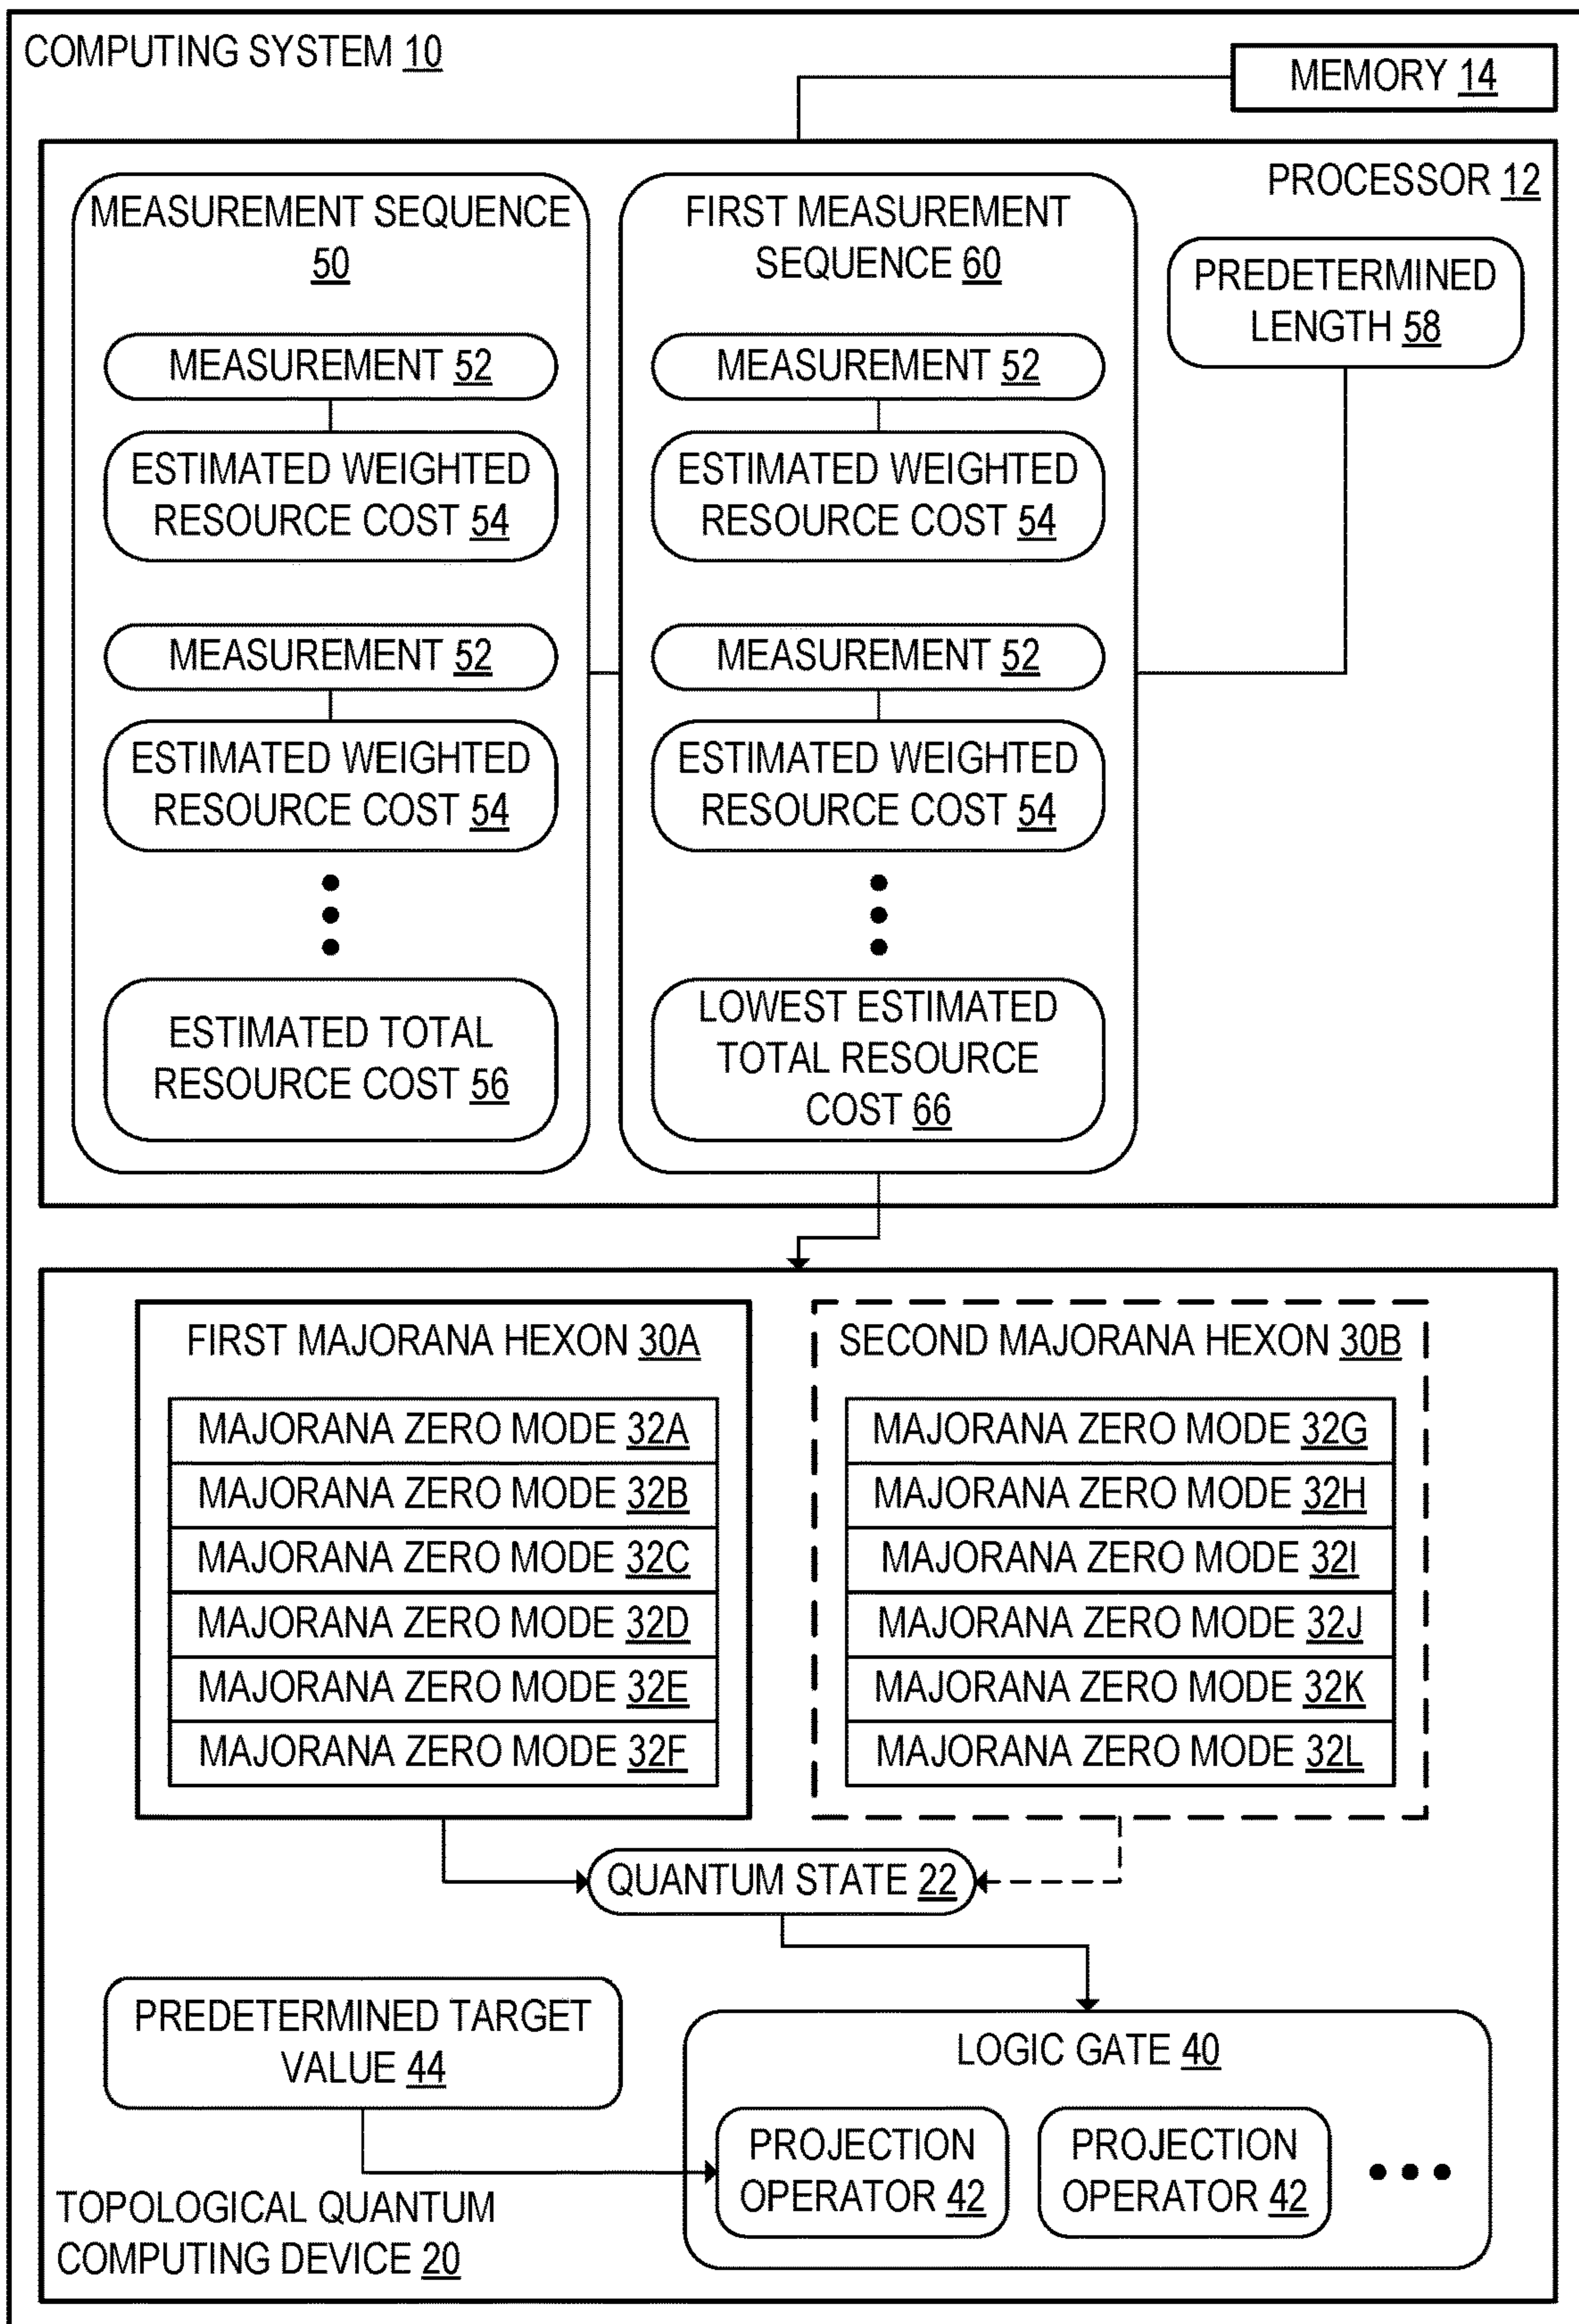 COMPUTING SYSTEM 10
MEMORY 14
PROCESSOR 12
MEASUREMENT SEQUENCE
50
MEASUREMENT 52
ESTIMATED WEIGHTED
RESOURCE COST 54
MEASUREMENT 52
ESTIMATED WEIGHTED
RESOURCE COST 54
ESTIMATED TOTAL
RESOURCE COST 56
FIRST MEASUREMENT
SEQUENCE 60
MEASUREMENT 52
ESTIMATED WEIGHTED
RESOURCE COST 54
MEASUREMENT 52
ESTIMATED WEIGHTED
RESOURCE COST 54
LOWEST ESTIMATED
TOTAL RESOURCE
COST 66
PREDETERMINED
LENGTH 58
FIRST MAJORANA HEXON 30A
MAJORANA ZERO MODE 32A
MAJORANA ZERO MODE 32B
MAJORANA ZERO MODE 32C
MAJORANA ZERO MODE 32D
MAJORANA ZERO MODE 32E
MAJORANA ZERO MODE 32F
SECOND MAJORANA HEXON 30B
MAJORANA ZERO MODE 32G
MAJORANA ZERO MODE 32H
MAJORANA ZERO MODE 32I
MAJORANA ZERO MODE 32J
MAJORANA ZERO MODE 32K
MAJORANA ZERO MODE 32L
QUANTUM STATE 22
PREDETERMINED TARGET
VALUE 44
LOGIC GATE 40
PROJECTION
OPERATOR 42
PROJECTION
OPERATOR 42
TOPOLOGICAL QUANTUM
COMPUTING DEVICE 20